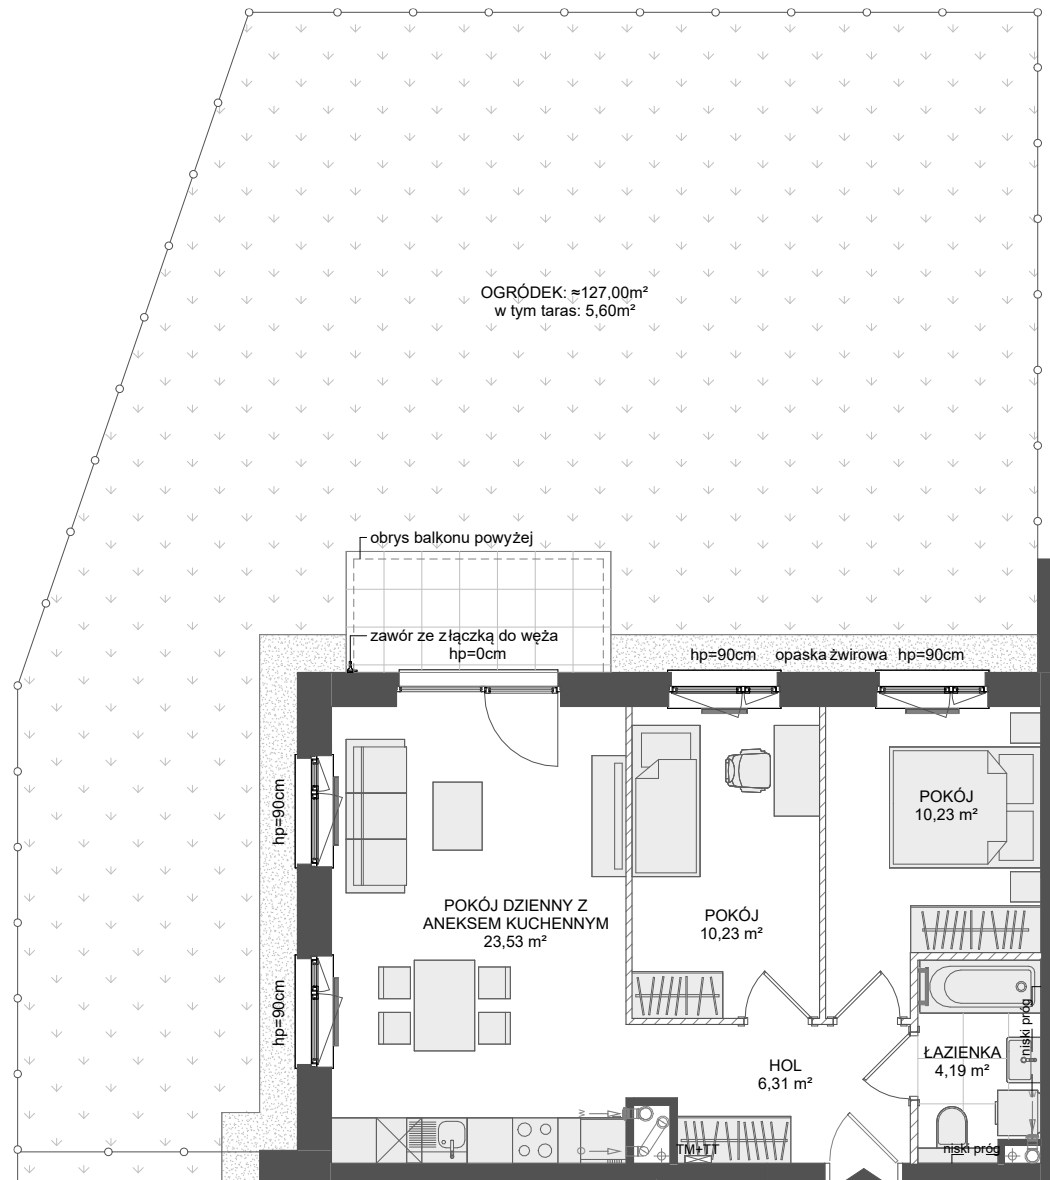 OGRÓDEK: ≈127,00m²
w tym taras: 5,60m²
obrys balkonu powyżej
zawór ze złączką do węża
hp=0cm
hp=90cm
opaska żwirowa
hp=90cm
hp=90cm
hp=90cm
POKÓJ
10,23 m²
POKÓJ DZIENNY Z
ANEKSEM KUCHENNYM
23,53 m²
POKÓJ
10,23 m²
niski próg
ŁAZIENKA
4,19 m²
HOL
6,31 m²
W
O
TM+TT
niski próg